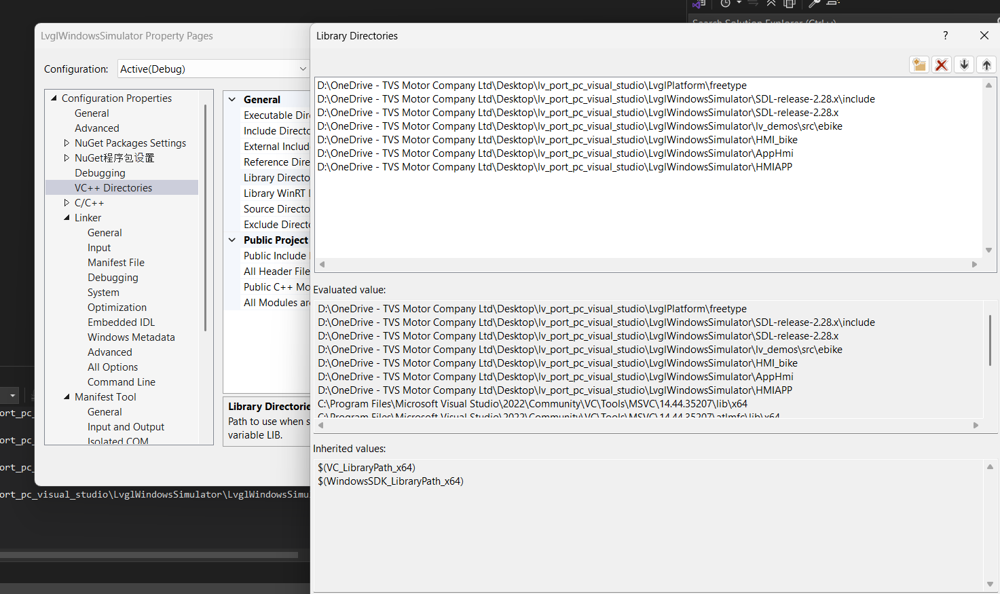 Search Solution Explorer (Ctrl+;)
LvglWindowsSimulator Property Pages
Configuration:
Active(Debug)
Configuration Properties
General
Advanced
NuGet Packages Settings
NuGet程序包设置
Debugging
VC++ Directories
C/C++
Linker
General
Input
Manifest File
Debugging
System
Optimization
Embedded IDL
Windows Metadata
Advanced
All Options
Command Line
Manifest Tool
General
Input and Output
Isolated COM
General
Executable Dir
Include Directo
External Includ
Reference Dire
Library Directo
Library WinRT
Source Directo
Exclude Directo
Public Project
Public Include
All Header File
Public C++ Mo
All Modules are
Library Directorie
Path to use when s
variable LIB.
Library Directories
?
D:\OneDrive - TVS Motor Company Ltd\Desktop\lv_port_pc_visual_studio\LvglPlatform\freetype
D:\OneDrive - TVS Motor Company Ltd\Desktop\lv_port_pc_visual_studio\LvglWindowsSimulator\SDL-release-2.28.x\include
D:\OneDrive - TVS Motor Company Ltd\Desktop\lv_port_pc_visual_studio\LvglWindowsSimulator\SDL-release-2.28.x
D:\OneDrive - TVS Motor Company Ltd\Desktop\lv_port_pc_visual_studio\LvglWindowsSimulator\lv_demos\src\ebike
D:\OneDrive - TVS Motor Company Ltd\Desktop\lv_port_pc_visual_studio\LvglWindowsSimulator\HMI_bike
D:\OneDrive - TVS Motor Company Ltd\Desktop\lv_port_pc_visual_studio\LvglWindowsSimulator\AppHmi
D:\OneDrive - TVS Motor Company Ltd\Desktop\lv_port_pc_visual_studio\LvglWindowsSimulator\HMIAPP
Evaluated value:
D:\OneDrive - TVS Motor Company Ltd\Desktop\lv_port_pc_visual_studio\LvglPlatform\freetype
D:\OneDrive - TVS Motor Company Ltd\Desktop\lv_port_pc_visual_studio\LvglWindowsSimulator\SDL-release-2.28.x\include
D:\OneDrive - TVS Motor Company Ltd\Desktop\lv_port_pc_visual_studio\LvglWindowsSimulator\SDL-release-2.28.x
D:\OneDrive - TVS Motor Company Ltd\Desktop\lv_port_pc_visual_studio\LvglWindowsSimulator\lv_demos\src\ebike
D:\OneDrive - TVS Motor Company Ltd\Desktop\lv_port_pc_visual_studio\LvglWindowsSimulator\HMI_bike
D:\OneDrive - TVS Motor Company Ltd\Desktop\lv_port_pc_visual_studio\LvglWindowsSimulator\AppHmi
D:\OneDrive - TVS Motor Company Ltd\Desktop\lv_port_pc_visual_studio\LvglWindowsSimulator\HMIAPP
C:\Program Files\Microsoft Visual Studio\2022\Community\VC\Tools\MSVC\14.44.35207\lib\x64
C:\Program Files\Microsoft Visual Studio\2022\Community\VC\Tools\MSVC\14.44.35207\atlmfc\lib\x64
Inherited values:
$(VC_LibraryPath_x64)
$(WindowsSDK_LibraryPath_x64)
ort_pc_
ort_pc_
ort_pc_
ort_pc_visual_studio\LvglWindowsSimulator\LvglWindowsSimu